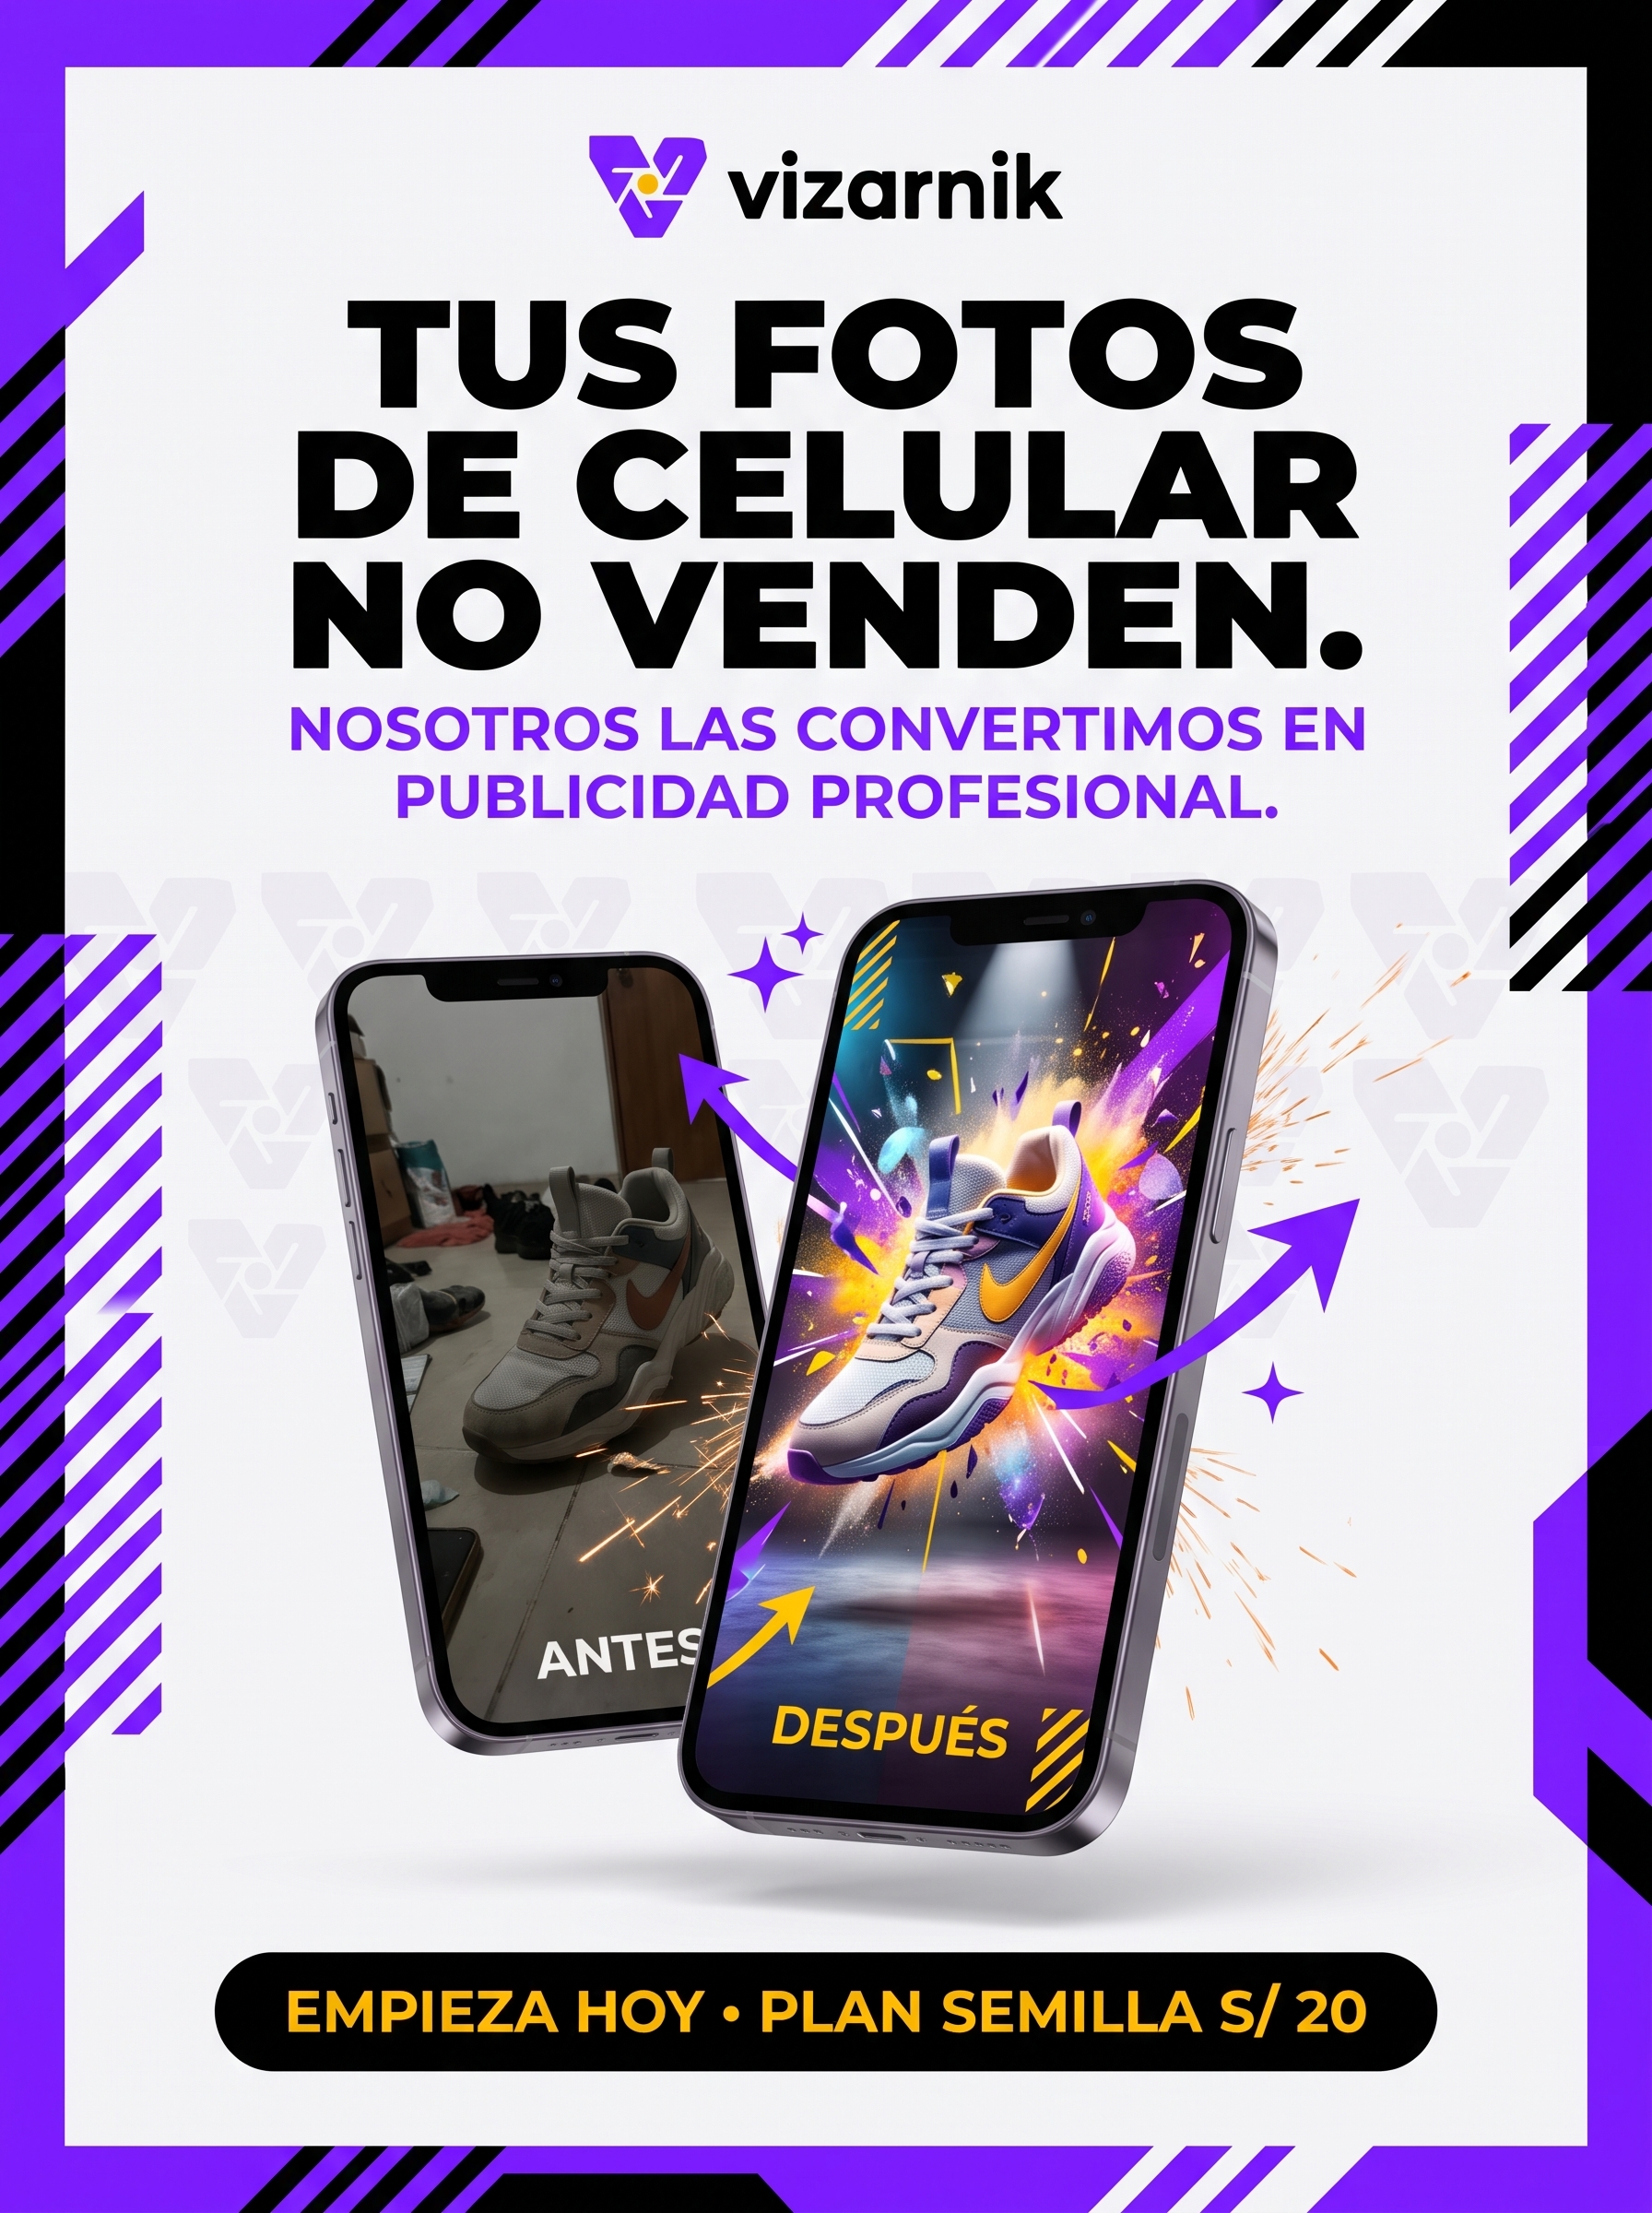 vizarnik
TUS FOTOS
DE CELULAR
NO VENDEN.
NOSOTROS LAS CONVERTIMOS EN
PUBLICIDAD PROFESIONAL.
ANTES
DESPUÉS
EMPIEZA HOY • PLAN SEMILLA S/ 20